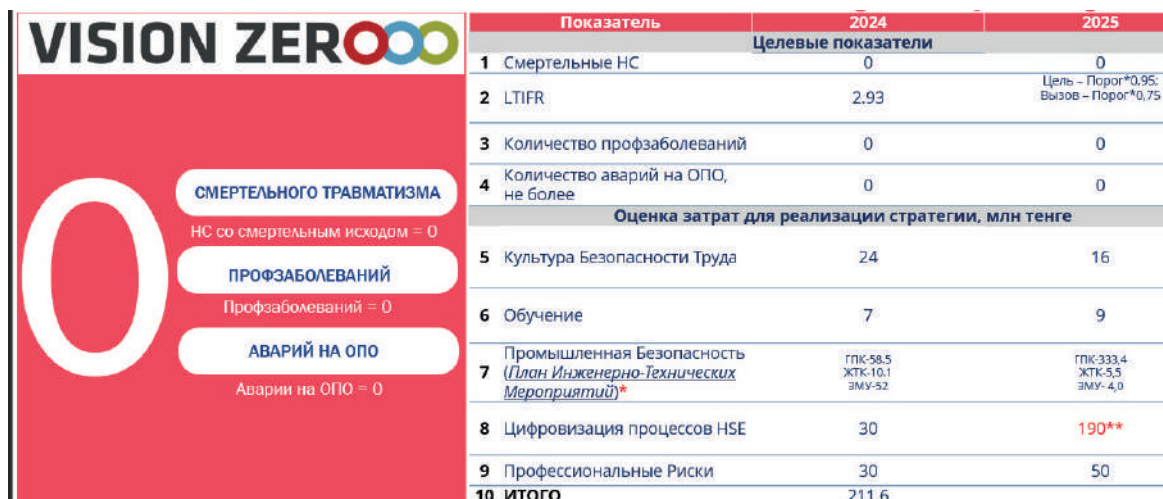 VISION ZERO
0
СМЕРТЕЛЬНОГО ТРАВМАТИЗМА
НС со смертельным исходом = 0
ПРОФЗАБОЛЕВАНИЙ
Профзаболеваний = 0
АВАРИЙ НА ОПО
Аварии на ОПО = 0
Показатель 2024 2025
Целевые показатели
1 Смертельные НС 0 0
2 LTIFR 2.93 Цель – Порог*0,95:
Вызов – Порог*0,75
3 Количество профзаболеваний 0 0
4 Количество аварий на ОПО,
не более 0 0
Оценка затрат для реализации стратегии, млн тенге
5 Культура Безопасности Труда 24 16
6 Обучение 7 9
7 Промышленная Безопасность
(План Инженерно-Технических
Мероприятий)*
ГПК-58.5
ЖТК-10.1
ЗМУ-52
ГПК-333,4
ЖТК-5,5
ЗМУ- 4,0
8 Цифровизация процессов HSE 30 190**
9 Профессиональные Риски 30 50
10 ИТОГО 211.6